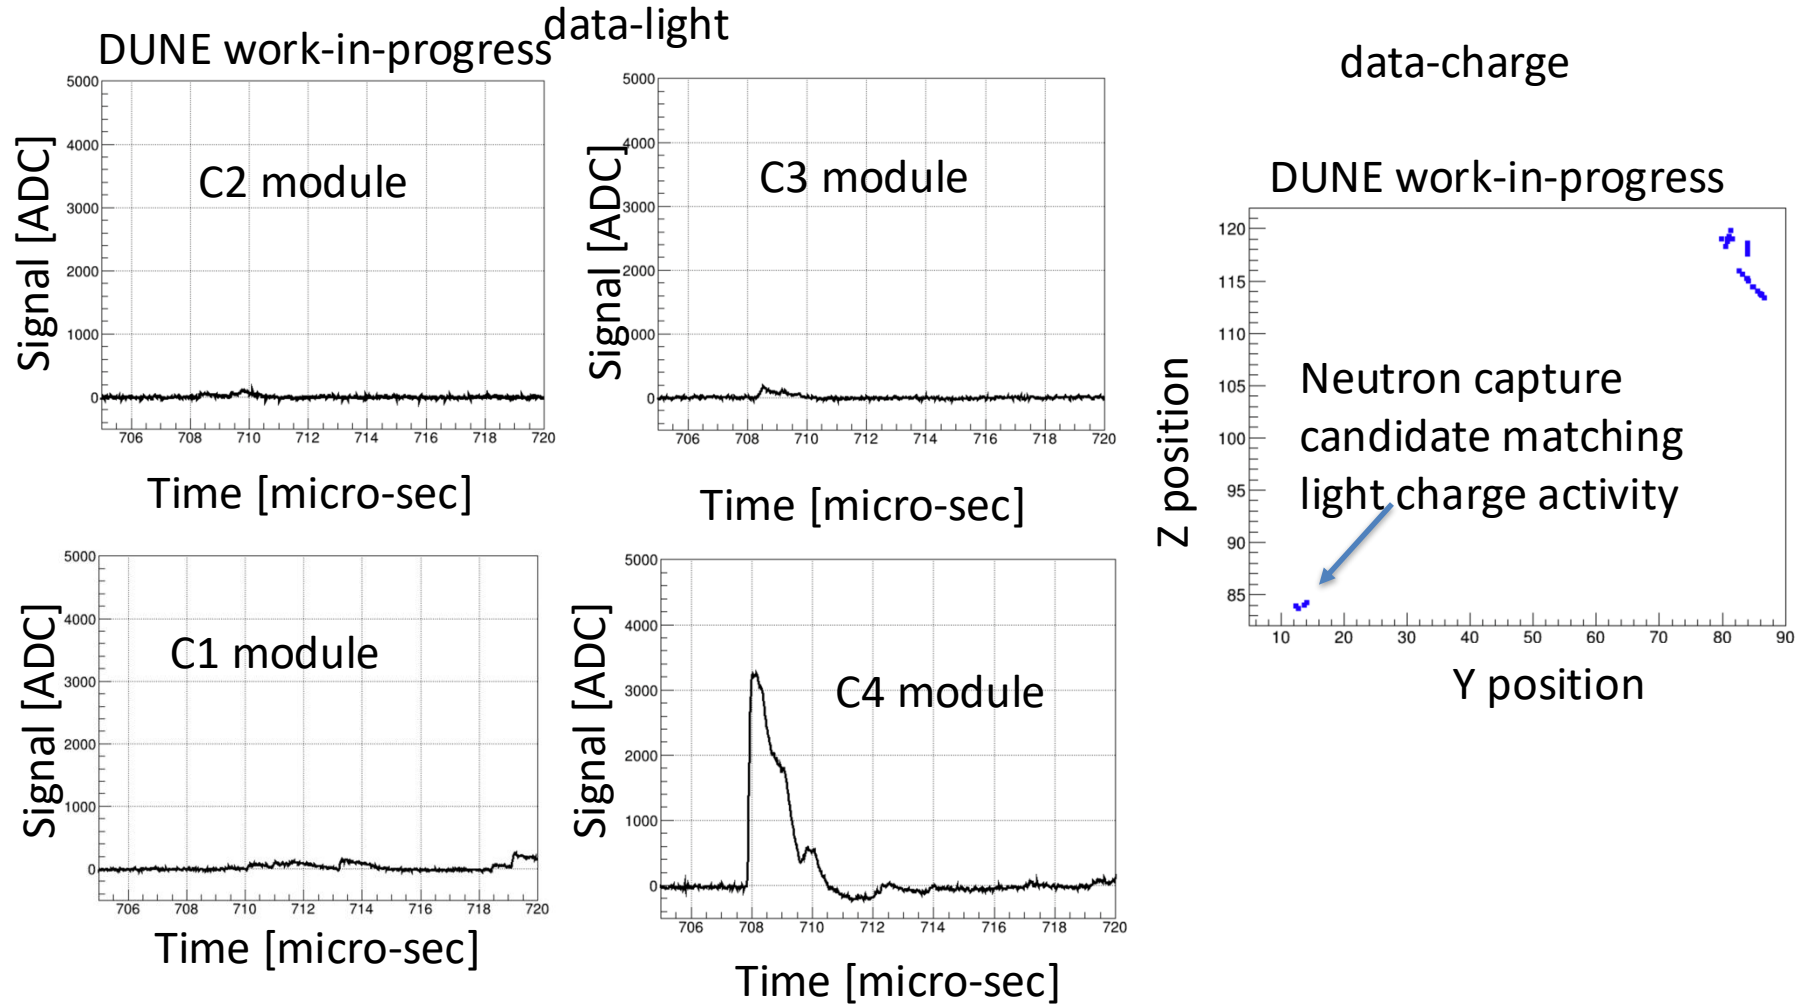 data-light
DUNE work-in-progress
data-charge
5000
4000
3000
2000
1000
0
Signal [ADC]
C2 module
706 708 710 712 714 716 718 720
Time [micro-sec]
5000
4000
3000
2000
1000
0
Signal [ADC]
C3 module
706 708 710 712 714 716 718 720
Time [micro-sec]
5000
4000
3000
2000
1000
0
Signal [ADC]
C1 module
706 708 710 712 714 716 718 720
Time [micro-sec]
5000
4000
3000
2000
1000
0
Signal [ADC]
C4 module
706 708 710 712 714 716 718 720
Time [micro-sec]
DUNE work-in-progress
120
115
110
105
100
95
90
85
Z position
Neutron capture
candidate matching
light charge activity
10 20 30 40 50 60 70 80 90
Y position